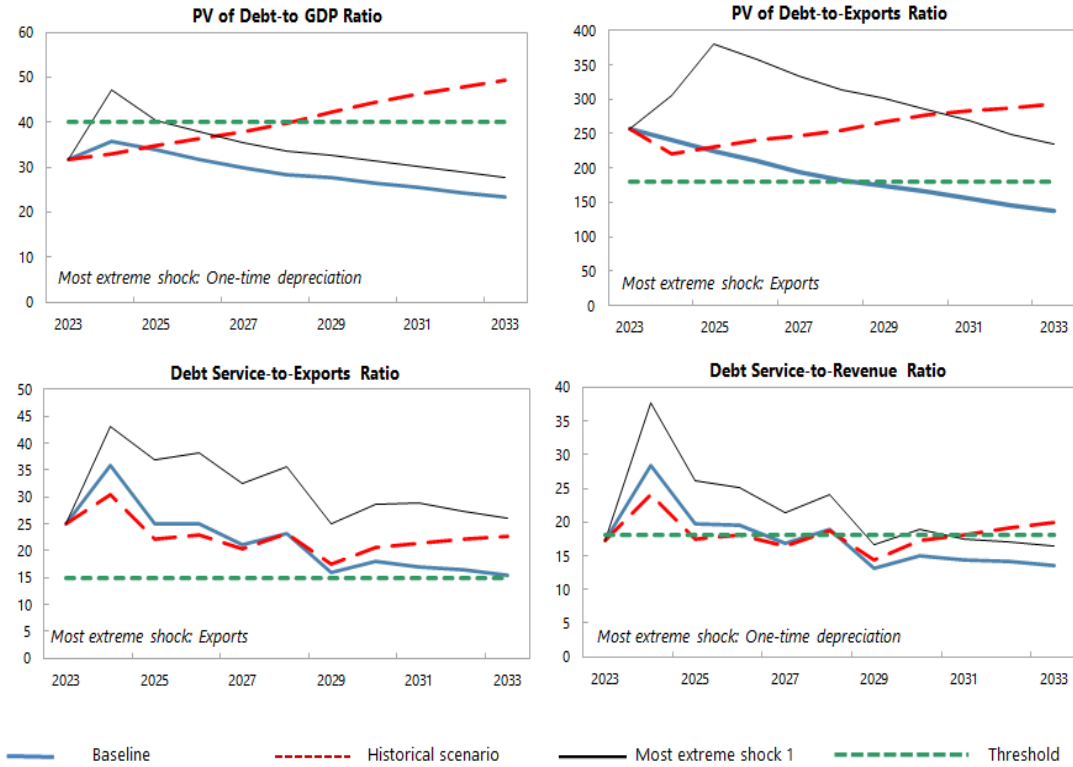 PV of Debt-to GDP Ratio
60
50
40
30
20
10
0
Most extreme shock: One-time depreciation
2023 2025 2027 2029 2031 2033
PV of Debt-to-Exports Ratio
400
350
300
250
200
150
100
50
0
Most extreme shock: Exports
2023 2025 2027 2029 2031 2033
Debt Service-to-Exports Ratio
50
45
40
35
30
25
20
15
10
5
0
Most extreme shock: Exports
2023 2025 2027 2029 2031 2033
Debt Service-to-Revenue Ratio
40
35
30
25
20
15
10
5
0
Most extreme shock: One-time depreciation
2023 2025 2027 2029 2031 2033
Baseline Historical scenario Most extreme shock 1 Threshold